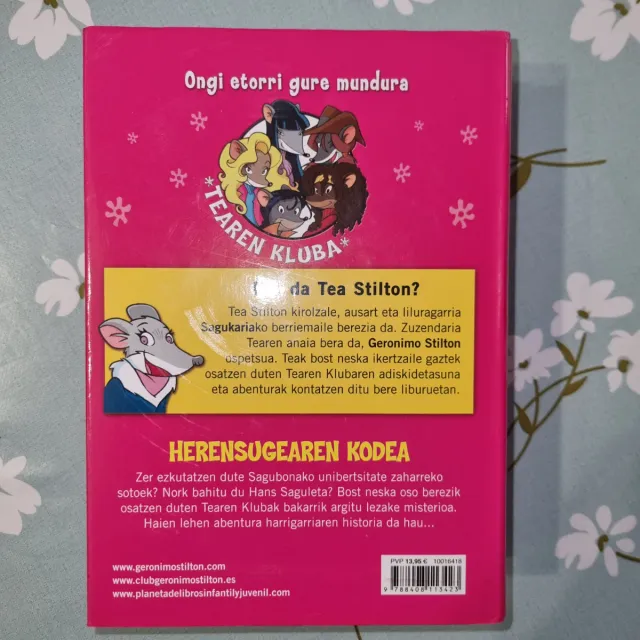 Ongi etorri gure mundura
*TEAREN KLUBA*
da Tea Stilton?
Tea Stilton kirolzale, ausart eta liluragarria
Sagukariako berriemaile berezia da. Zuzendaria
Tearen anaia bera da, Geronimo Stilton
ospetsua. Teak bost neska ikertzaile gaztek
osatzen duten Tearen Klubaren adiskidetasuna
eta abenturak kontatzen ditu bere liburuetan.
HERENSUGEAREN KODEA
Zer ezkutatzen dute Sagubonako unibertsitate zaharreko
sotoek? Nork bahitu du Hans Saguleta? Bost neska oso berezik
osatzen duten Tearen Klubak bakarrik argitu lezake misterioa.
Haien lehen abentura harrigarriaren historia da hau...
www.geronimostilton.com
www.clubgeronimostilton.es
www.planetadelibrosinfantilyjuvenil.com
PVP 13,95 € 10016418
9 788408 113423